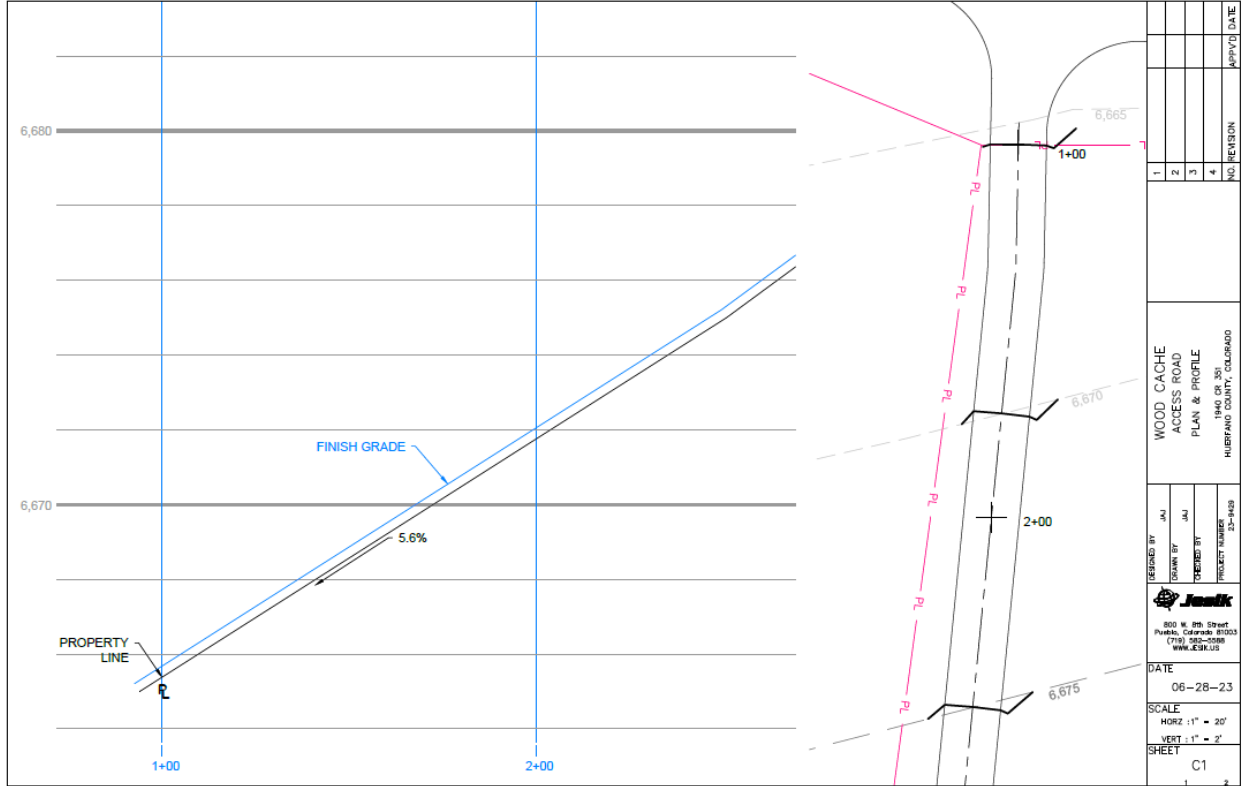 6,680
6,670
FINISH GRADE
5.6%
PROPERTY
LINE
PL
1+00
2+00
6,665
1+00
PL
PL
PL
6,670
PL
PL
2+00
PL
PL
6,675
PL
1
2
3
4
NO.
REVISION
APPV'D
DATE
WOOD CACHE
ACCESS ROAD
PLAN & PROFILE
1940 CR 351
HUERFANO COUNTY, COLORADO
DESIGNED BY
JAJ
DRAWN BY
JAJ
CHECKED BY
PROJECT NUMBER
23-9429
Jesik
800 W. 8th Street
Pueblo, Colorado 81003
(719) 582-5588
WWW.JESIK.US
DATE
06-28-23
SCALE
HORZ : 1" = 20'
VERT : 1" = 2'
SHEET
C1
1 2